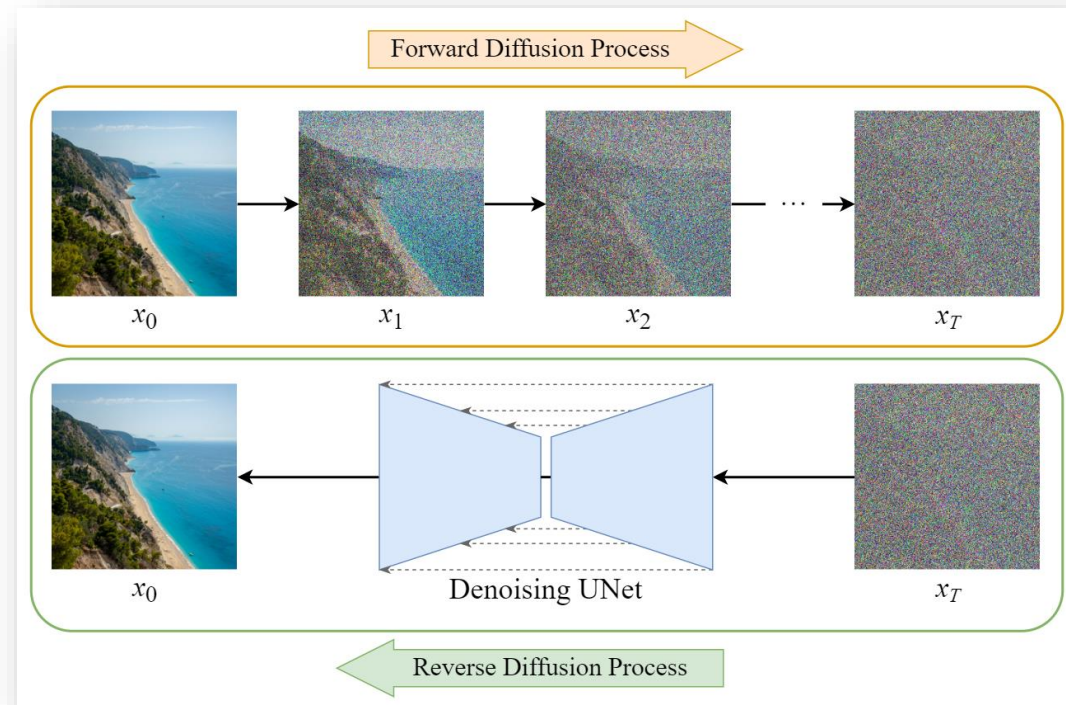 Forward Diffusion Process
...
x0
x1
x2
xT
Denoising UNet
x0
xT
Reverse Diffusion Process